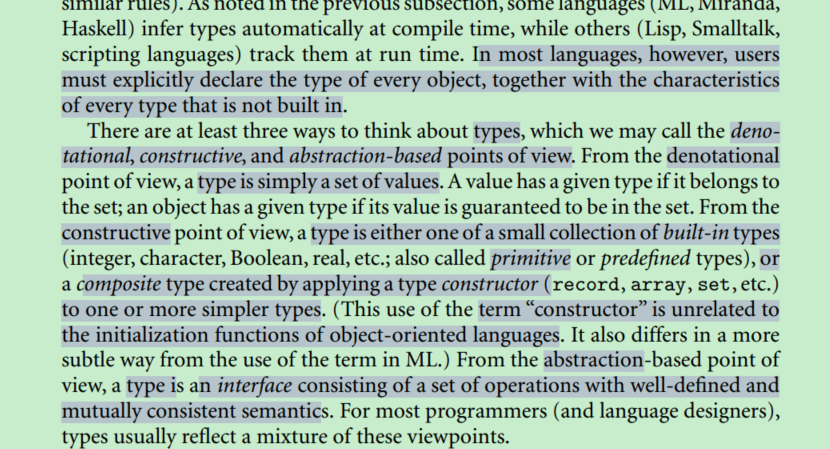 similar rules). As noted in the previous subsection, some languages (ML, Miranda,
Haskell) infer types automatically at compile time, while others (Lisp, Smalltalk,
scripting languages) track them at run time. In most languages, however, users
must explicitly declare the type of every object, together with the characteristics
of every type that is not built in.
There are at least three ways to think about types, which we may call the deno-
tational, constructive, and abstraction-based points of view. From the denotational
point of view, a type is simply a set of values. A value has a given type if it belongs to
the set; an object has a given type if its value is guaranteed to be in the set. From the
constructive point of view, a type is either one of a small collection of built-in types
(integer, character, Boolean, real, etc.; also called primitive or predefined types), or
a composite type created by applying a type constructor (record, array, set, etc.)
to one or more simpler types. (This use of the term “constructor” is unrelated to
the initialization functions of object-oriented languages. It also differs in a more
subtle way from the use of the term in ML.) From the abstraction-based point of
view, a type is an interface consisting of a set of operations with well-defined and
mutually consistent semantics. For most programmers (and language designers),
types usually reflect a mixture of these viewpoints.